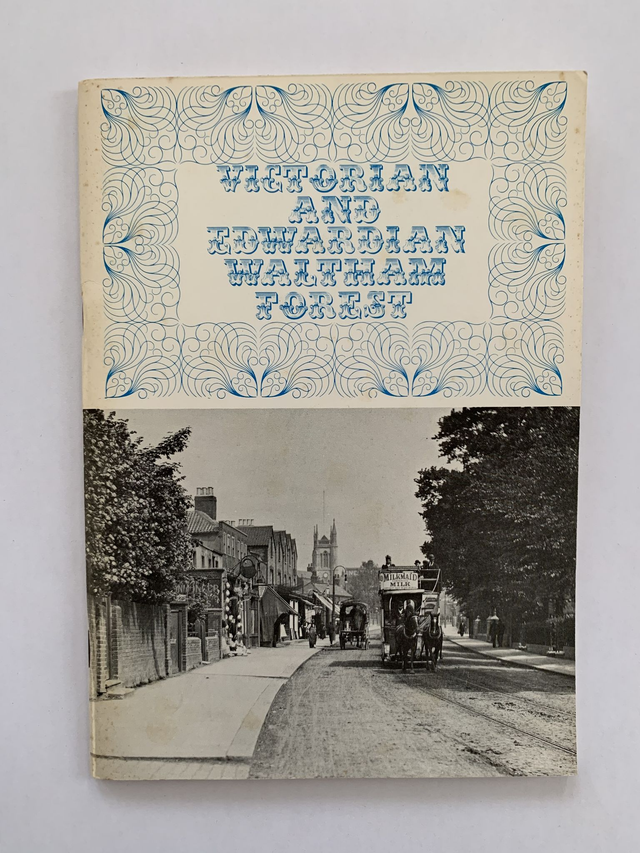 VICTORIAN
AND
EDWARDIAN
WALTHAM
FOREST
MILKMAID
MILK